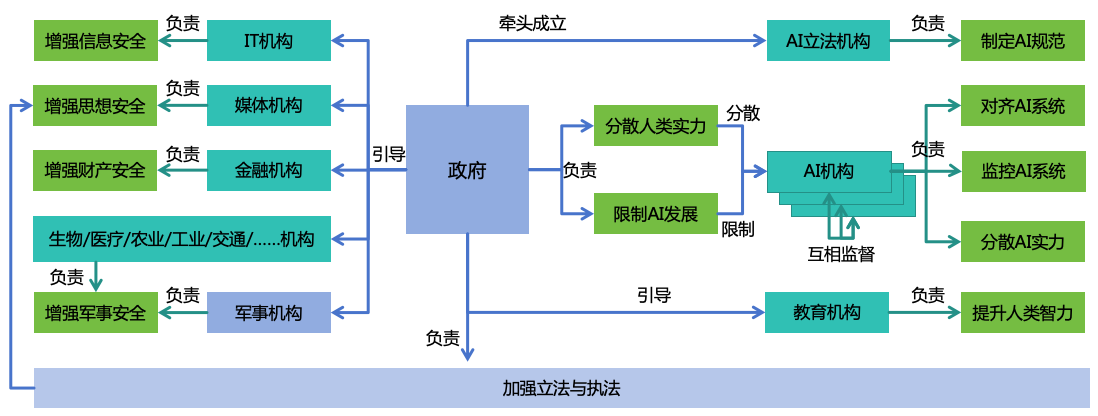 增强信息安全
负责
IT机构
牵头成立
AI立法机构
负责
制定AI规范
增强思想安全
负责
媒体机构
增强财产安全
负责
金融机构
引导
政府
负责
分散人类实力
分散
限制AI发展
限制
AI机构
互相监督
负责
对齐AI系统
监控AI系统
分散AI实力
生物/医疗/农业/工业/交通/......机构
负责
增强军事安全
负责
军事机构
引导
教育机构
负责
提升人类智力
负责
加强立法与执法